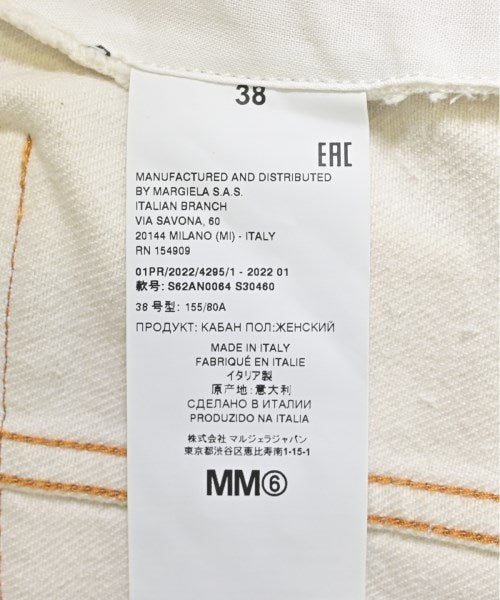 38
EAC
MANUFACTURED AND DISTRIBUTED
BY MARGIELA S.A.S.
ITALIAN BRANCH
VIA SAVONA, 60
20144 MILANO (MI) - ITALY
RN 154909
01PR/2022/4295/1 - 2022 01
款号: S62AN0064 S30460
38 号型: 155/80A
ПРОДУКТ: КАБАН ПОЛ:ЖЕНСКИЙ
MADE IN ITALY
FABRIQUÉ EN ITALIE
イタリア製
原产地:意大利
СДЕЛАНО В ИТАЛИИ
PRODUZIDO NA ITALIA
株式会社 マルジェラジャパン
東京都渋谷区恵比寿南1-15-1
MM⑥